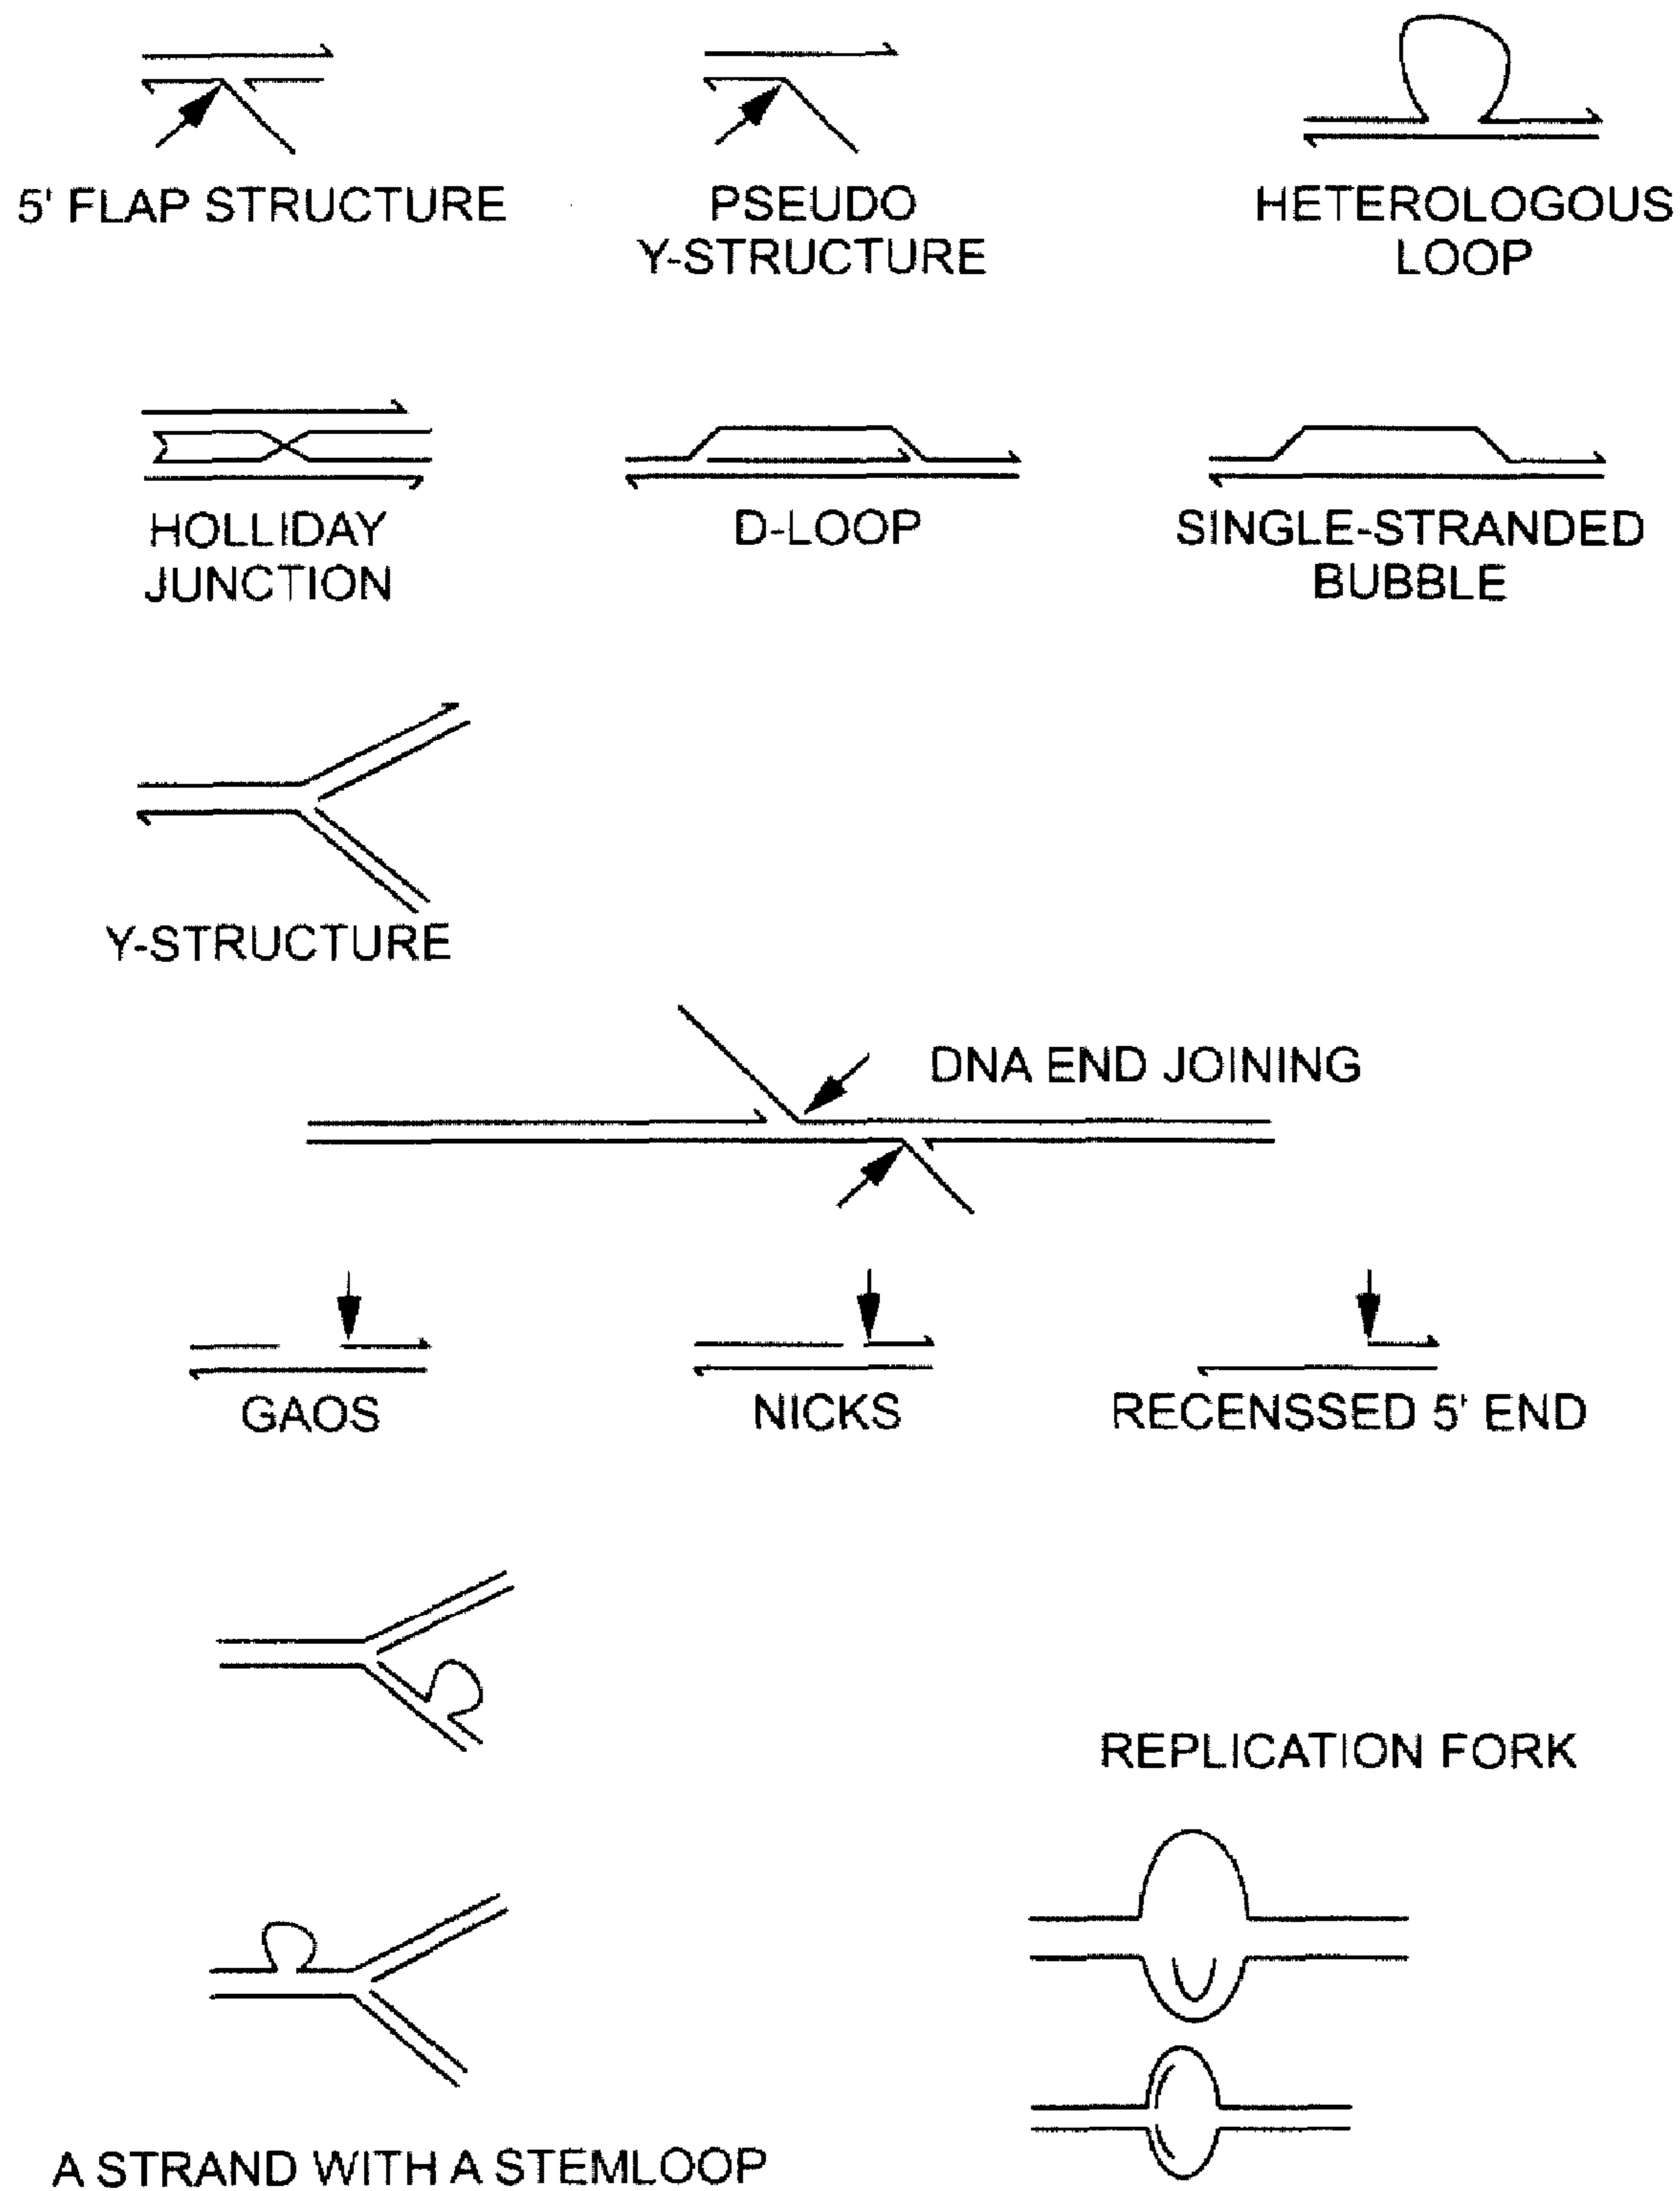 5' FLAP STRUCTURE
PSEUDO
Y-STRUCTURE
HETEROLOGOUS
LOOP
HOLLIDAY
JUNCTION
D-LOOP
SINGLE-STRANDED
BUBBLE
Y-STRUCTURE
DNA END JOINING
GAOS
NICKS
RECENSSED 5' END
REPLICATION FORK
A STRAND WITH A STEMLOOP